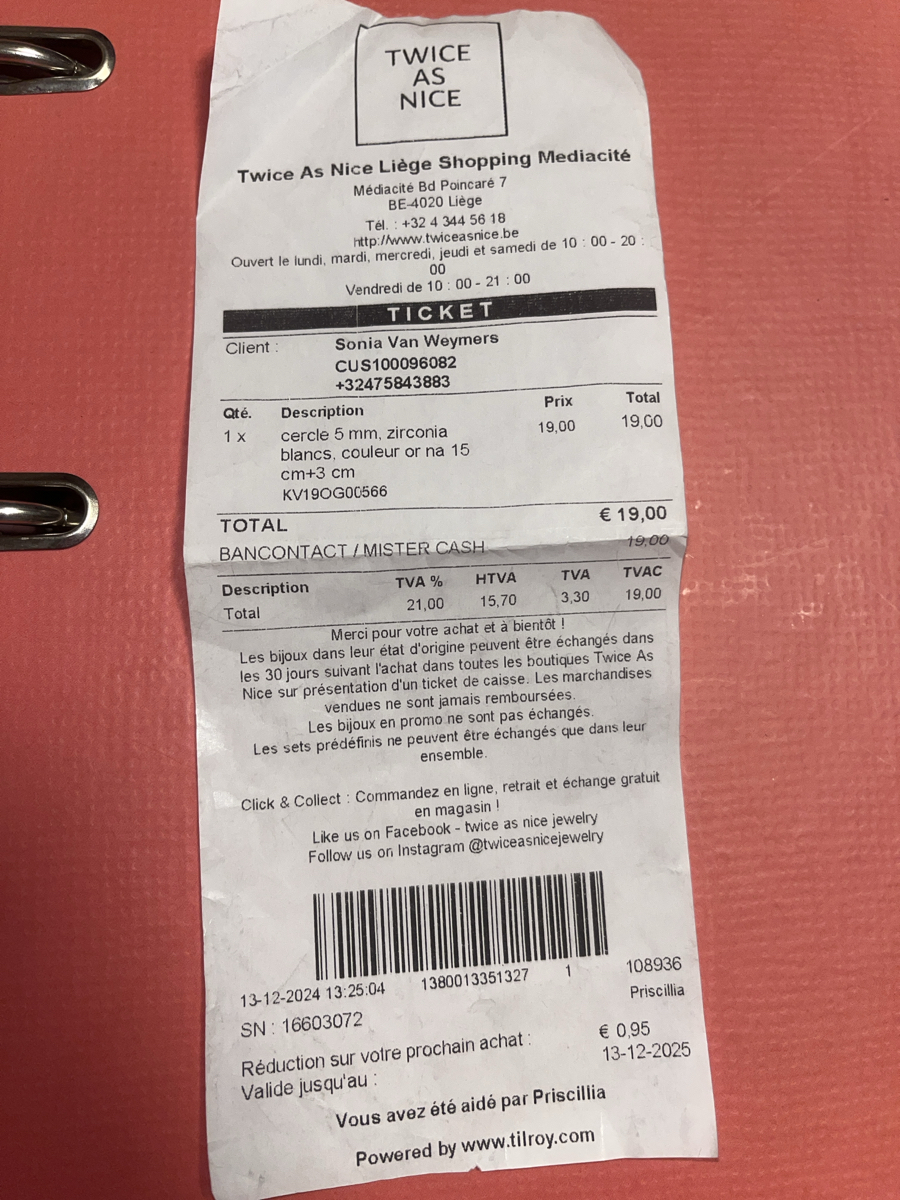 TWICE
AS
NICE
Twice As Nice Liège Shopping Mediacité
Médiacité Bd Poincaré 7
BE-4020 Liège
Tél. : +32 4 344 56 18
http://www.twiceasnice.be
Ouvert le lundi, mardi, mercredi, jeudi et samedi de 10 : 00 - 20 :
00
Vendredi de 10 : 00 - 21 : 00
TICKET
Client : Sonia Van Weymers
CUS100096082
+32475843883
Qté. Description Prix Total
1 x cercle 5 mm, zirconia 19,00 19,00
blancs, couleur or na 15
cm+3 cm
KV19OG00566
TOTAL € 19,00
BANCONTACT / MISTER CASH 19,00
Description TVA % HTVA TVA TVAC
Total 21,00 15,70 3,30 19,00
Merci pour votre achat et à bientôt !
Les bijoux dans leur état d'origine peuvent être échangés dans
les 30 jours suivant l'achat dans toutes les boutiques Twice As
Nice sur présentation d'un ticket de caisse. Les marchandises
vendues ne sont jamais remboursées.
Les bijoux en promo ne sont pas échangés.
Les sets prédéfinis ne peuvent être échangés que dans leur
ensemble.
Click & Collect : Commandez en ligne, retrait et échange gratuit
en magasin !
Like us on Facebook - twice as nice jewelry
Follow us on Instagram @twiceasnicejewelry
13-12-2024 13:25:04 1380013351327 1 108936
SN : 16603072 Priscillia
Réduction sur votre prochain achat : € 0,95
Valide jusqu'au : 13-12-2025
Vous avez été aidé par Priscillia
Powered by www.tilroy.com